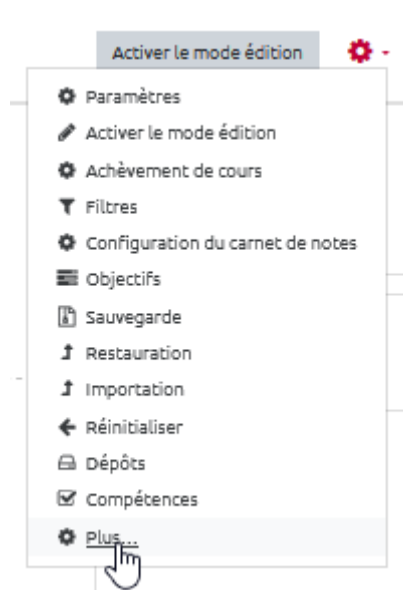 Activer le mode édition
Paramètres
Activer le mode édition
Achèvement de cours
Filtres
Configuration du carnet de notes
Objectifs
Sauvegarde
Restauration
Importation
Réinitialiser
Dépôts
Compétences
Plus...